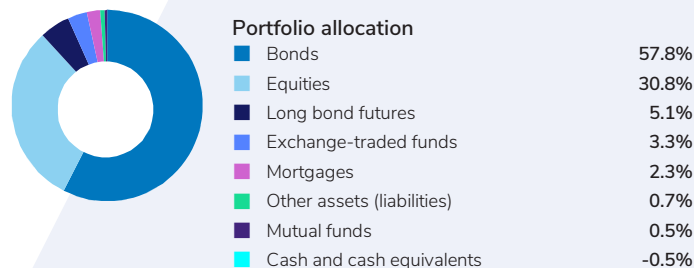 Portfolio allocation
Bonds 57.8%
Equities 30.8%
Long bond futures 5.1%
Exchange-traded funds 3.3%
Mortgages 2.3%
Other assets (liabilities) 0.7%
Mutual funds 0.5%
Cash and cash equivalents -0.5%